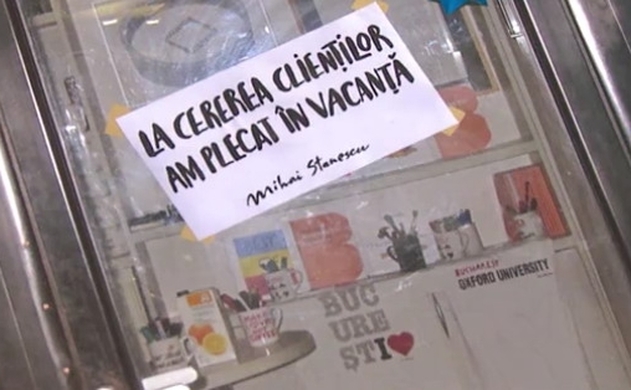 LA CEREREA CLIENȚILOR
AM PLECAT ÎN VACANȚĂ
Mihai Stanescu
B
BUCHAREST
OXFORD UNIVERSITY
BUC
URE
ȘTI